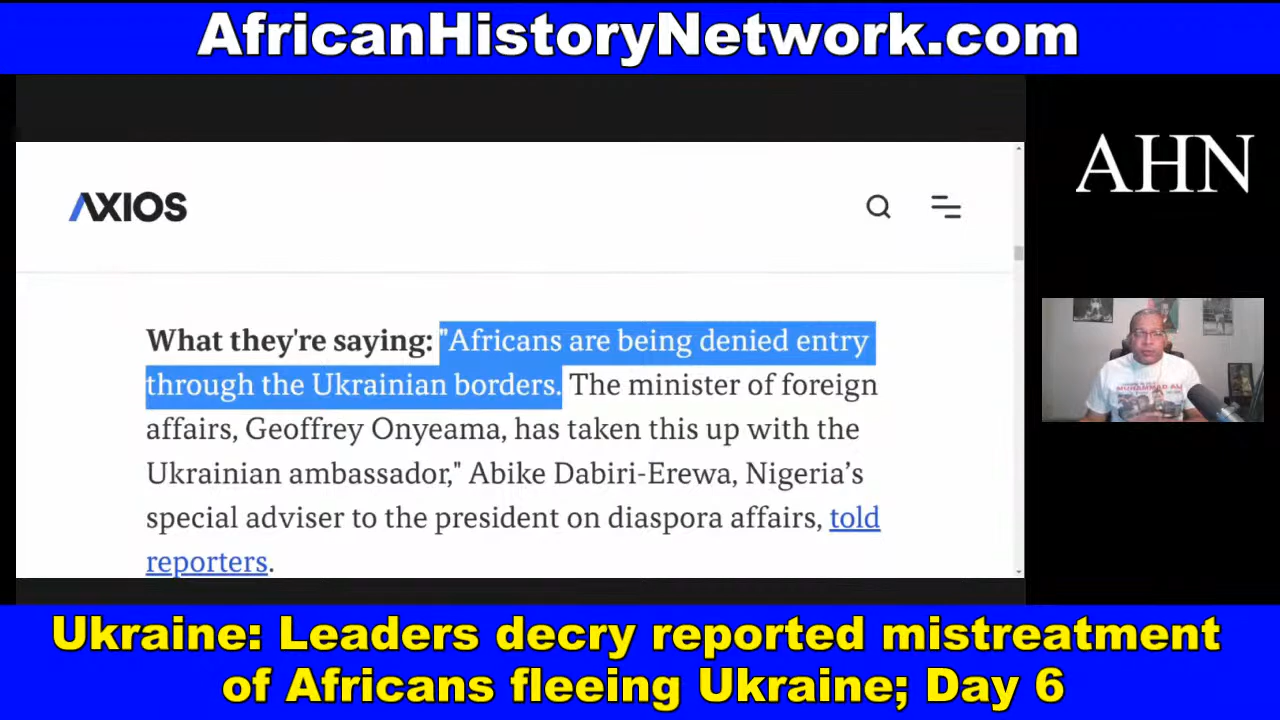 AfricanHistoryNetwork.com
AHN
AXIOS
What they're saying: "Africans are being denied entry
through the Ukrainian borders. The minister of foreign
affairs, Geoffrey Onyeama, has taken this up with the
Ukrainian ambassador," Abike Dabiri-Erewa, Nigeria’s
special adviser to the president on diaspora affairs, told
reporters.
MUHAMMAD ALI
Ukraine: Leaders decry reported mistreatment
of Africans fleeing Ukraine; Day 6